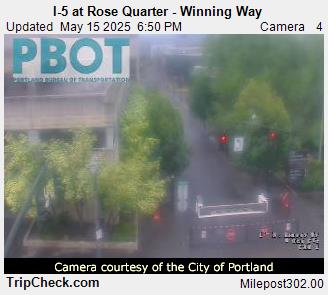 I-5 at Rose Quarter - Winning Way
Updated May 15 2025 6:50 PM Camera 4
PBOT
PORTLAND BUREAU OF TRANSPORTATION
Camera courtesy of the City of Portland
TripCheck.com Milepost302.00